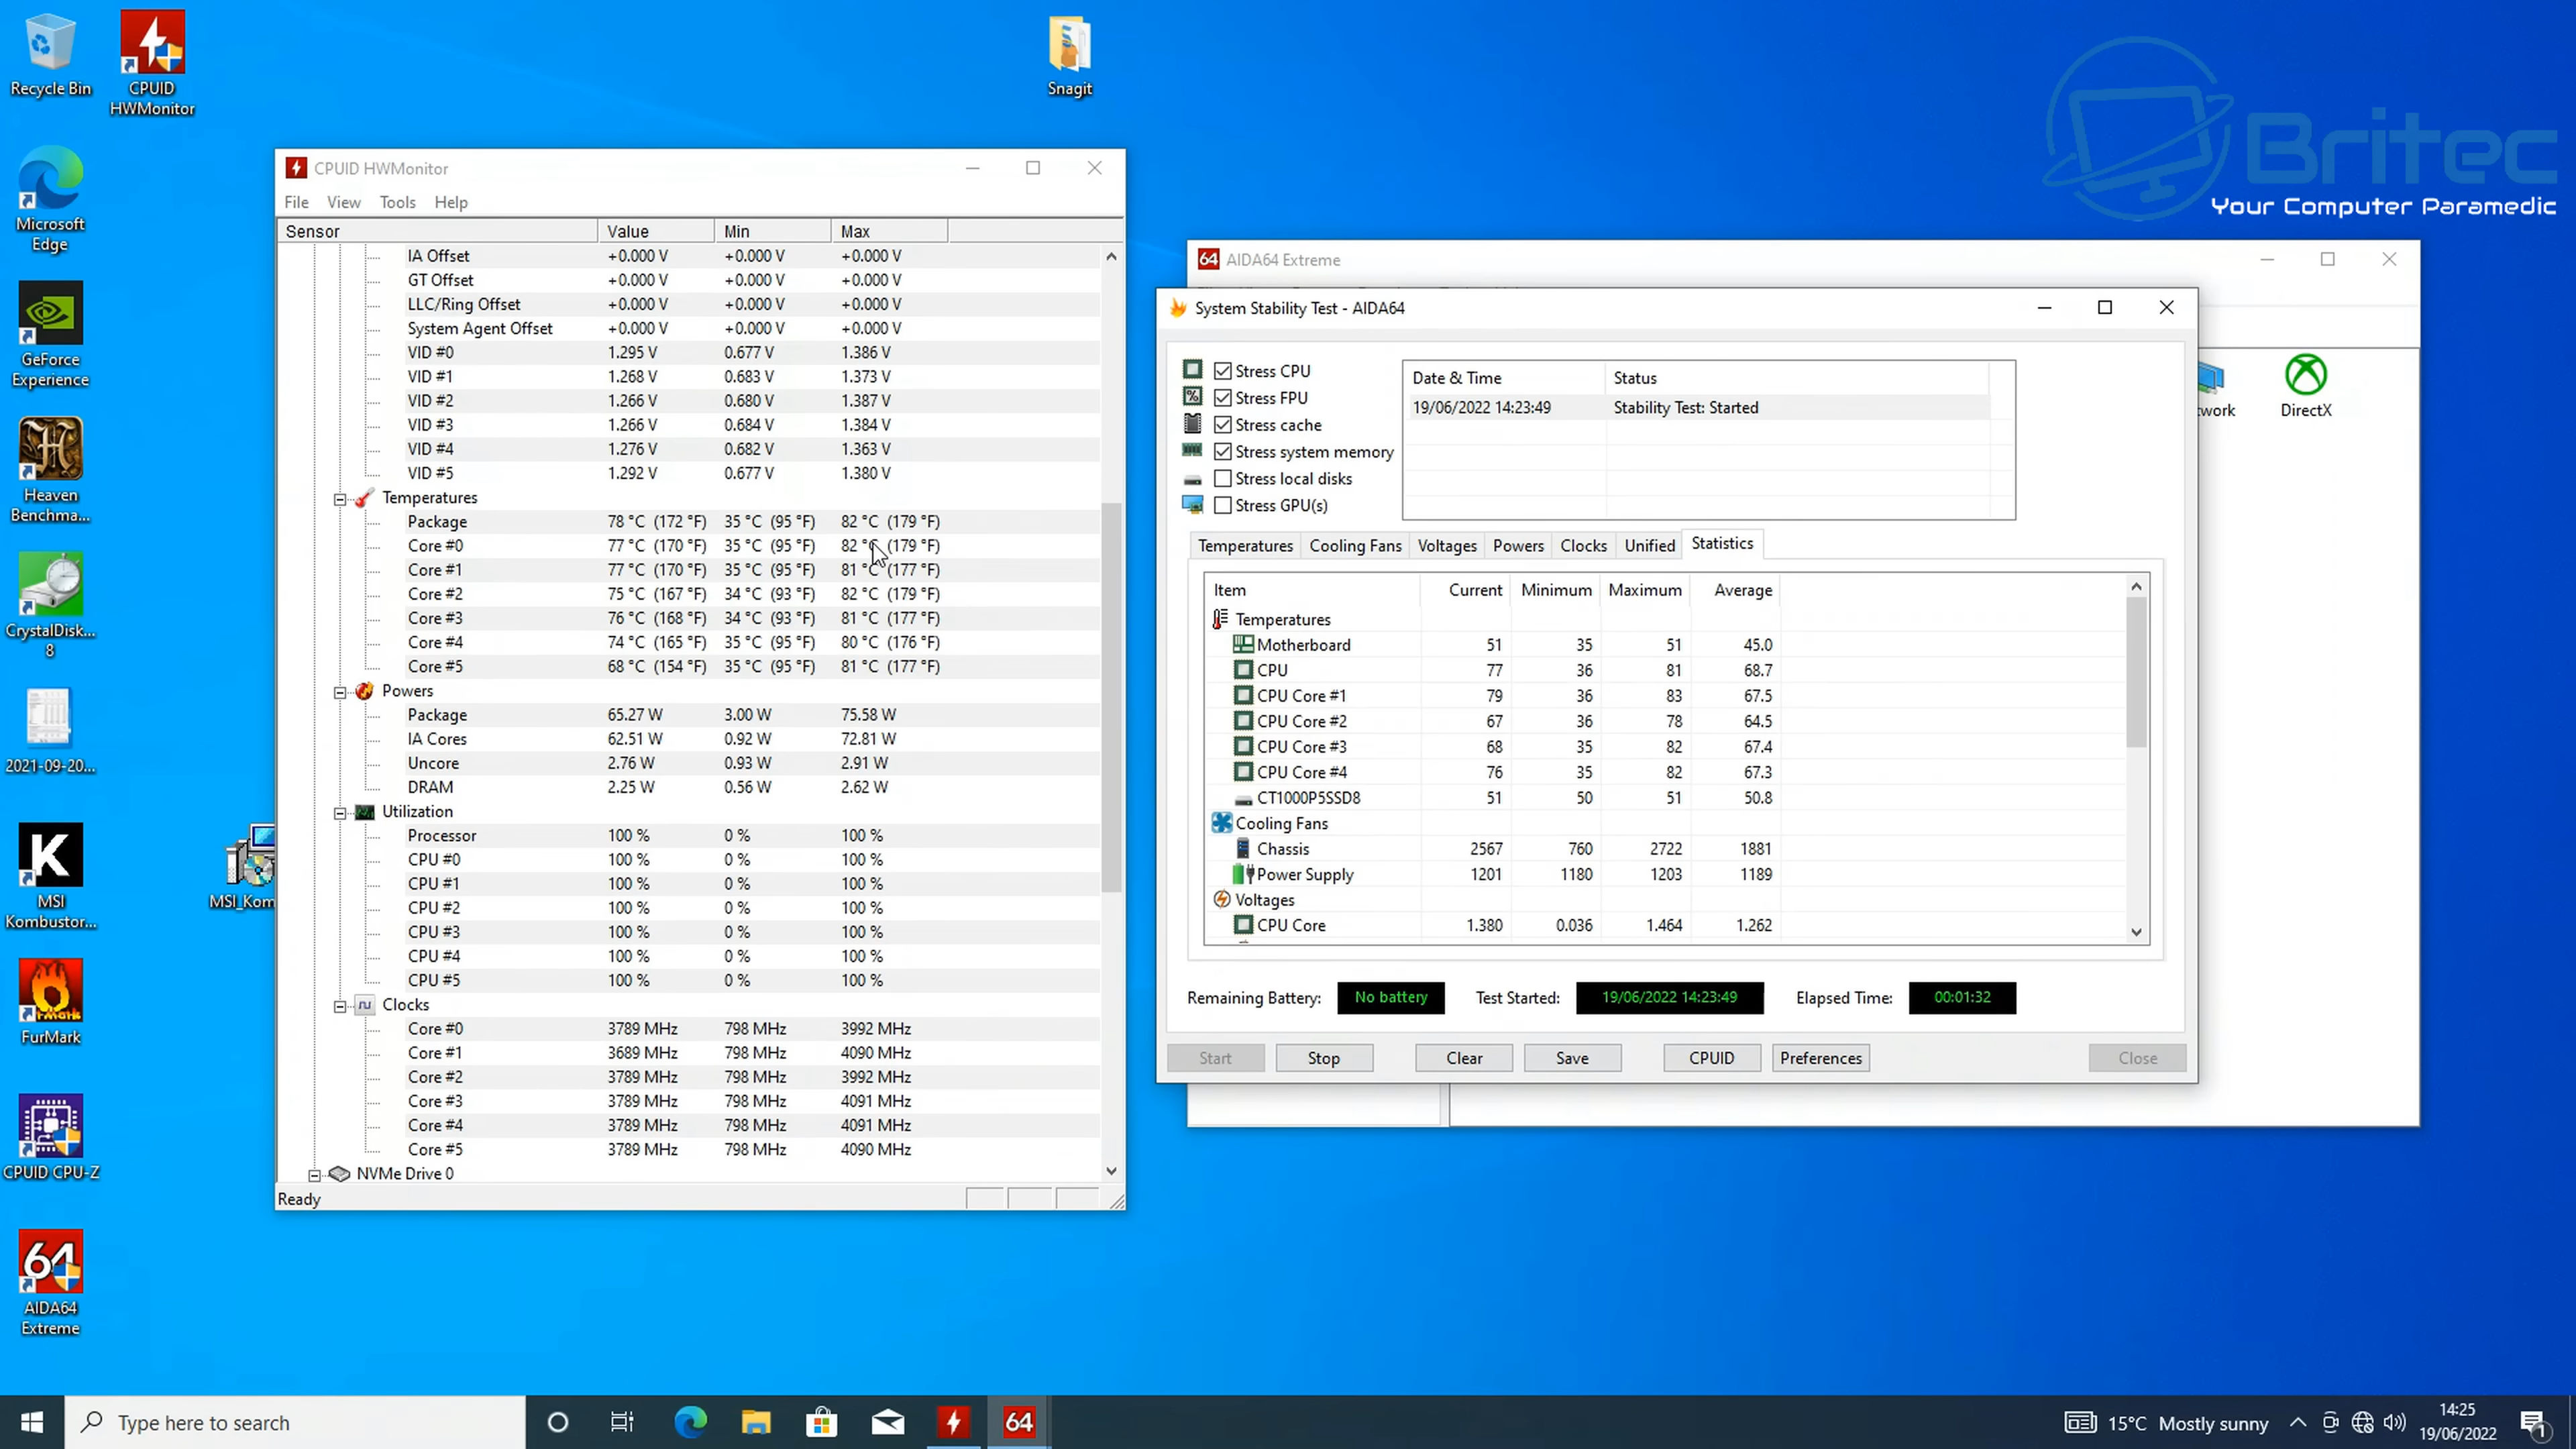 Recycle Bin
CPUID
HWMonitor
Snagit
Britec
Your Computer Paramedic
Microsoft
Edge
GeForce
Experience
Heaven
Benchma...
CrystalDisk...
8
2021-09-20...
MSI
Kombustor...
MSI_Kom
FurMark
CPUID CPU-Z
64
AIDA64
Extreme
CPUID HWMonitor
File View Tools Help
Sensor Value Min Max
IA Offset +0.000 V +0.000 V +0.000 V
GT Offset +0.000 V +0.000 V +0.000 V
LLC/Ring Offset +0.000 V +0.000 V +0.000 V
System Agent Offset +0.000 V +0.000 V +0.000 V
VID #0 1.295 V 0.677 V 1.386 V
VID #1 1.268 V 0.683 V 1.373 V
VID #2 1.266 V 0.680 V 1.387 V
VID #3 1.266 V 0.684 V 1.384 V
VID #4 1.276 V 0.682 V 1.363 V
VID #5 1.292 V 0.677 V 1.380 V
Temperatures
Package 78 °C (172 °F) 35 °C (95 °F) 82 °C (179 °F)
Core #0 77 °C (170 °F) 35 °C (95 °F) 82 °C (179 °F)
Core #1 77 °C (170 °F) 35 °C (95 °F) 81 °C (177 °F)
Core #2 75 °C (167 °F) 34 °C (93 °F) 82 °C (179 °F)
Core #3 76 °C (168 °F) 34 °C (93 °F) 81 °C (177 °F)
Core #4 74 °C (165 °F) 35 °C (95 °F) 80 °C (176 °F)
Core #5 68 °C (154 °F) 35 °C (95 °F) 81 °C (177 °F)
Powers
Package 65.27 W 3.00 W 75.58 W
IA Cores 62.51 W 0.92 W 72.81 W
Uncore 2.76 W 0.93 W 2.91 W
DRAM 2.25 W 0.56 W 2.62 W
Utilization
Processor 100 % 0 % 100 %
CPU #0 100 % 0 % 100 %
CPU #1 100 % 0 % 100 %
CPU #2 100 % 0 % 100 %
CPU #3 100 % 0 % 100 %
CPU #4 100 % 0 % 100 %
CPU #5 100 % 0 % 100 %
Clocks
Core #0 3789 MHz 798 MHz 3992 MHz
Core #1 3689 MHz 798 MHz 4090 MHz
Core #2 3789 MHz 798 MHz 3992 MHz
Core #3 3789 MHz 798 MHz 4091 MHz
Core #4 3789 MHz 798 MHz 4091 MHz
Core #5 3789 MHz 798 MHz 4090 MHz
NVMe Drive 0
Ready
64 AIDA64 Extreme
twork
DirectX
System Stability Test - AIDA64
Stress CPU
Stress FPU
Stress cache
Stress system memory
Stress local disks
Stress GPU(s)
Date & Time Status
19/06/2022 14:23:49 Stability Test: Started
Temperatures Cooling Fans Voltages Powers Clocks Unified Statistics
Item Current Minimum Maximum Average
Temperatures
Motherboard 51 35 51 45.0
CPU 77 36 81 68.7
CPU Core #1 79 36 83 67.5
CPU Core #2 67 36 78 64.5
CPU Core #3 68 35 82 67.4
CPU Core #4 76 35 82 67.3
CT1000P5SSD8 51 50 51 50.8
Cooling Fans
Chassis 2567 760 2722 1881
Power Supply 1201 1180 1203 1189
Voltages
CPU Core 1.380 0.036 1.464 1.262
Remaining Battery: No battery Test Started: 19/06/2022 14:23:49 Elapsed Time: 00:01:32
Start Stop Clear Save CPUID Preferences Close
Type here to search
64
15°C Mostly sunny
14:25
19/06/2022
1